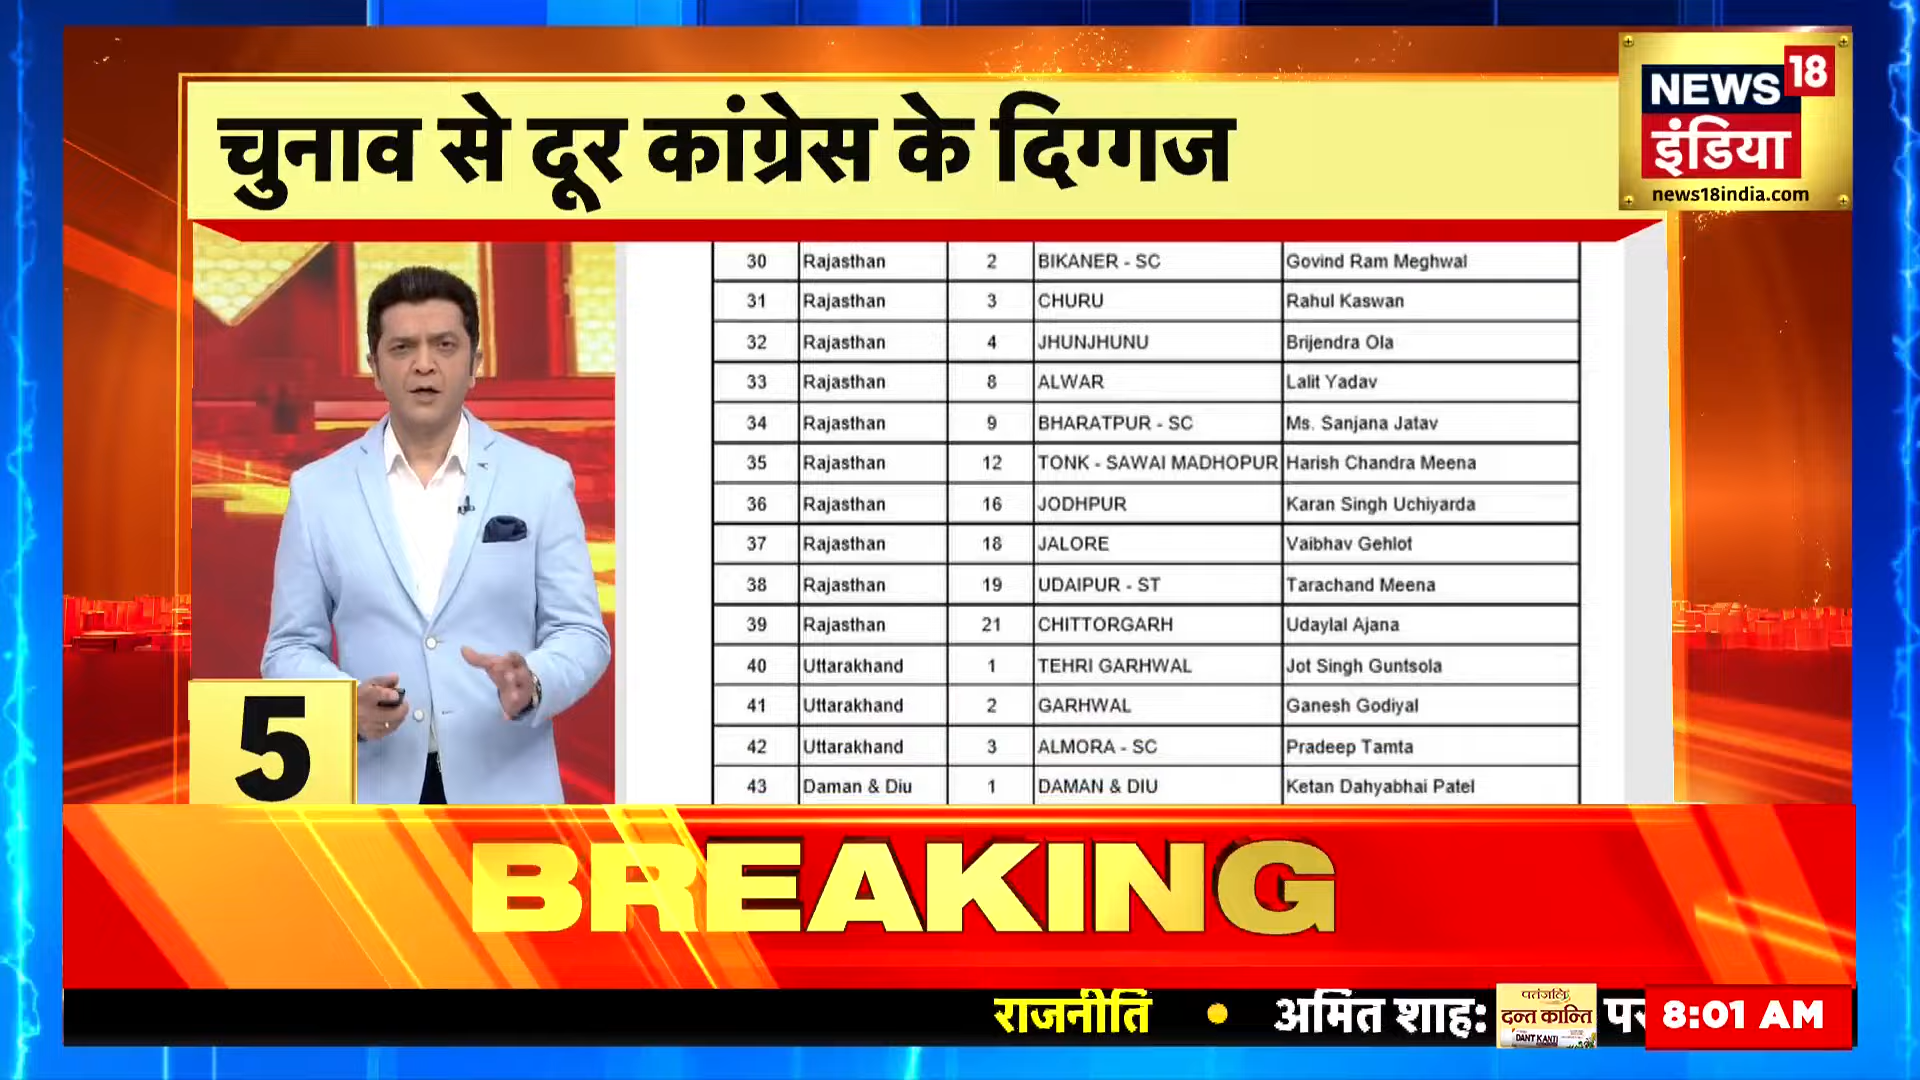 चुनाव से दूर कांग्रेस के दिग्गज
NEWS 18
इंडिया
news18india.com
30 Rajasthan 2 BIKANER - SC Govind Ram Meghwal
31 Rajasthan 3 CHURU Rahul Kaswan
32 Rajasthan 4 JHUNJHUNU Brijendra Ola
33 Rajasthan 8 ALWAR Lalit Yadav
34 Rajasthan 9 BHARATPUR - SC Ms. Sanjana Jatav
35 Rajasthan 12 TONK - SAWAI MADHOPUR Harish Chandra Meena
36 Rajasthan 16 JODHPUR Karan Singh Uchiyarda
37 Rajasthan 18 JALORE Vaibhav Gehlot
38 Rajasthan 19 UDAIPUR - ST Tarachand Meena
39 Rajasthan 21 CHITTORGARH Udaylal Ajana
40 Uttarakhand 1 TEHRI GARHWAL Jot Singh Guntsola
41 Uttarakhand 2 GARHWAL Ganesh Godiyal
42 Uttarakhand 3 ALMORA - SC Pradeep Tamta
43 Daman & Diu 1 DAMAN & DIU Ketan Dahyabhai Patel
5
BREAKING
राजनीति • अमित शाह:
पतंजलि
दन्त कान्ति
DANT KANTI
8:01 AM